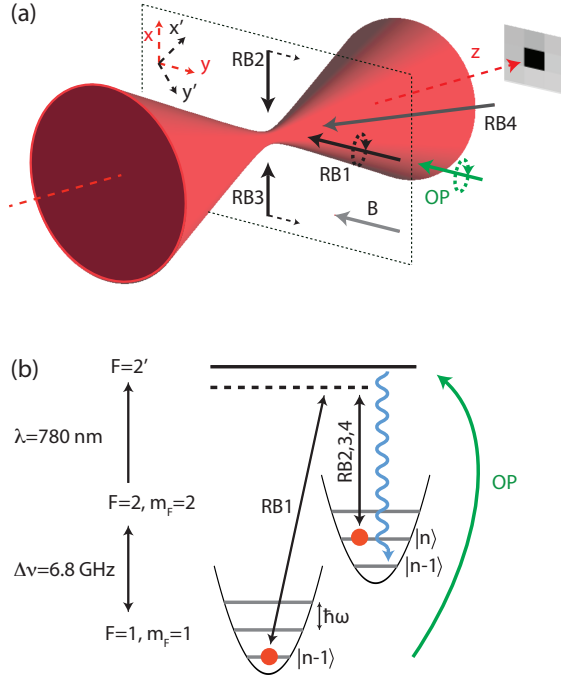 (a)
x
x'
y
y'
RB2
z
RB4
RB1
OP
RB3
B
(b)
F=2'
λ=780 nm
RB1
RB2,3,4
OP
F=2, m_F=2
|n⟩
|n-1⟩
Δν=6.8 GHz
ħω
F=1, m_F=1
|n-1⟩